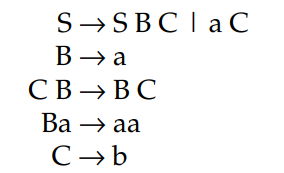 S → S B C | a C
B → a
C B → B C
Ba → aa
C → b